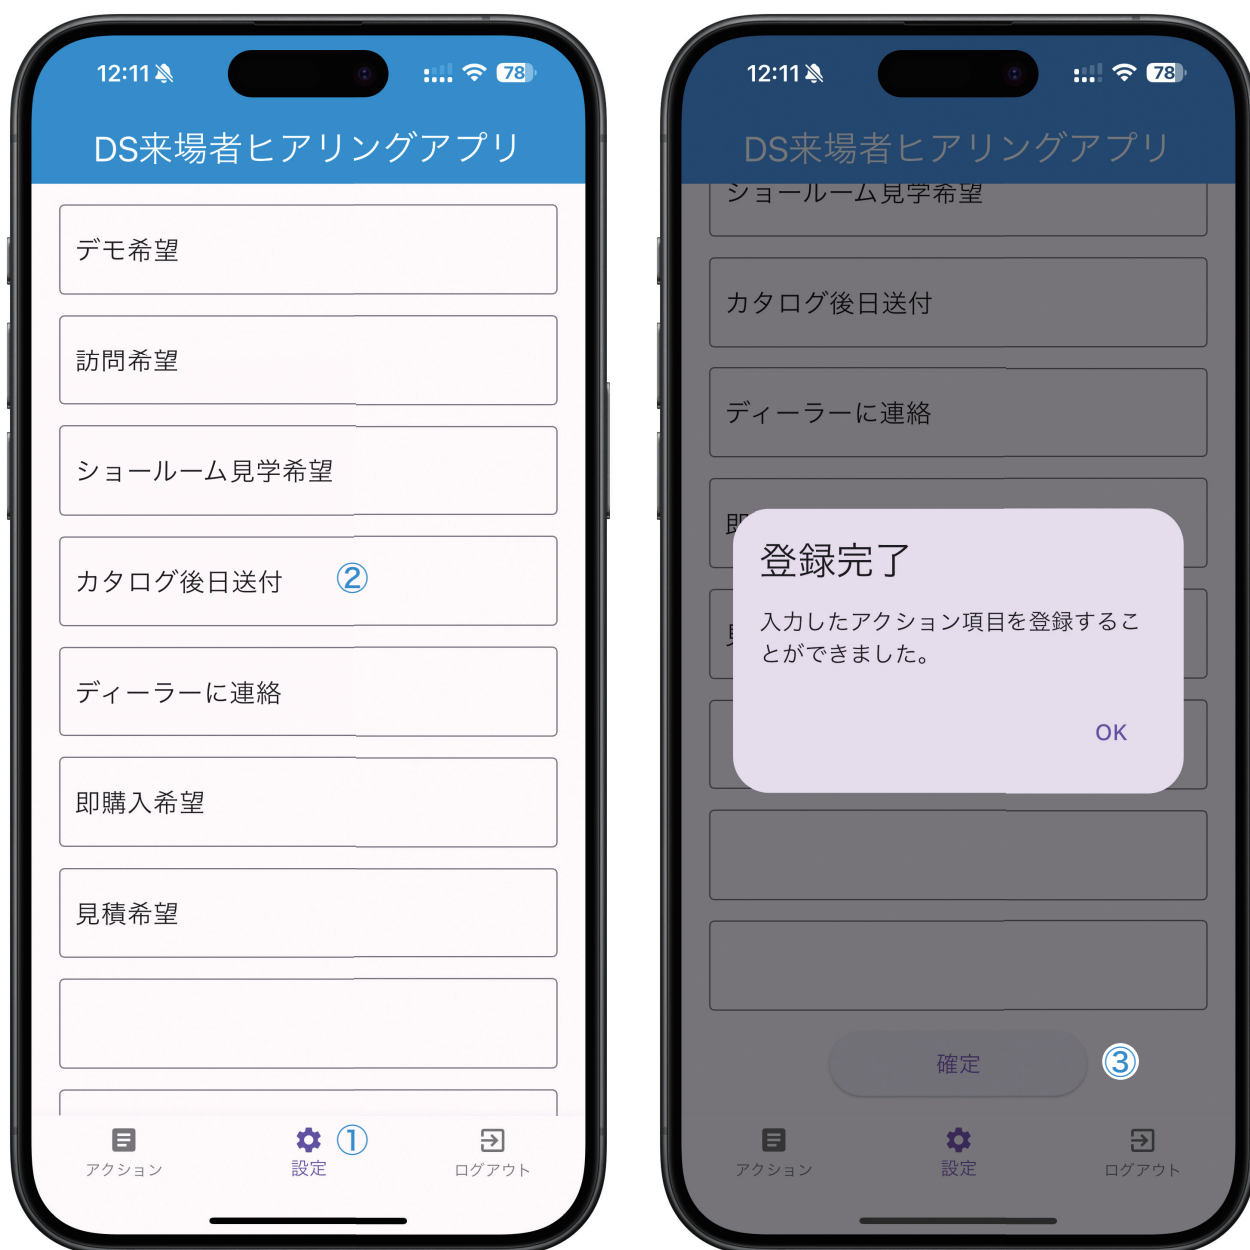 12:11
78
DS来場者ヒアリングアプリ
デモ希望
訪問希望
ショールーム見学希望
カタログ後日送付 ②
ディーラーに連絡
即購入希望
見積希望
①
アクション
設定
ログアウト
12:11
78
DS来場者ヒアリングアプリ
ショールーム見学希望
カタログ後日送付
ディーラーに連絡
登録完了
入力したアクション項目を登録するこ
とができました。
OK
確定 ③
アクション
設定
ログアウト